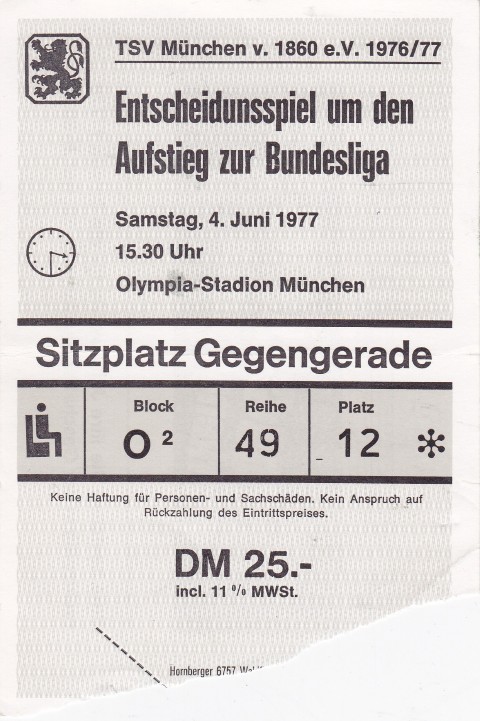 TSV München v. 1860 e.V. 1976/77
Entscheidunsspiel um den
Aufstieg zur Bundesliga
Samstag, 4. Juni 1977
15.30 Uhr
Olympia-Stadion München
Sitzplatz Gegengerade
Block Reihe Platz
O 2 49 12
Keine Haftung für Personen- und Sachschäden. Kein Anspruch auf
Rückzahlung des Eintrittspreises.
DM 25.-
incl. 11 % MWSt.
Hornberger 6757